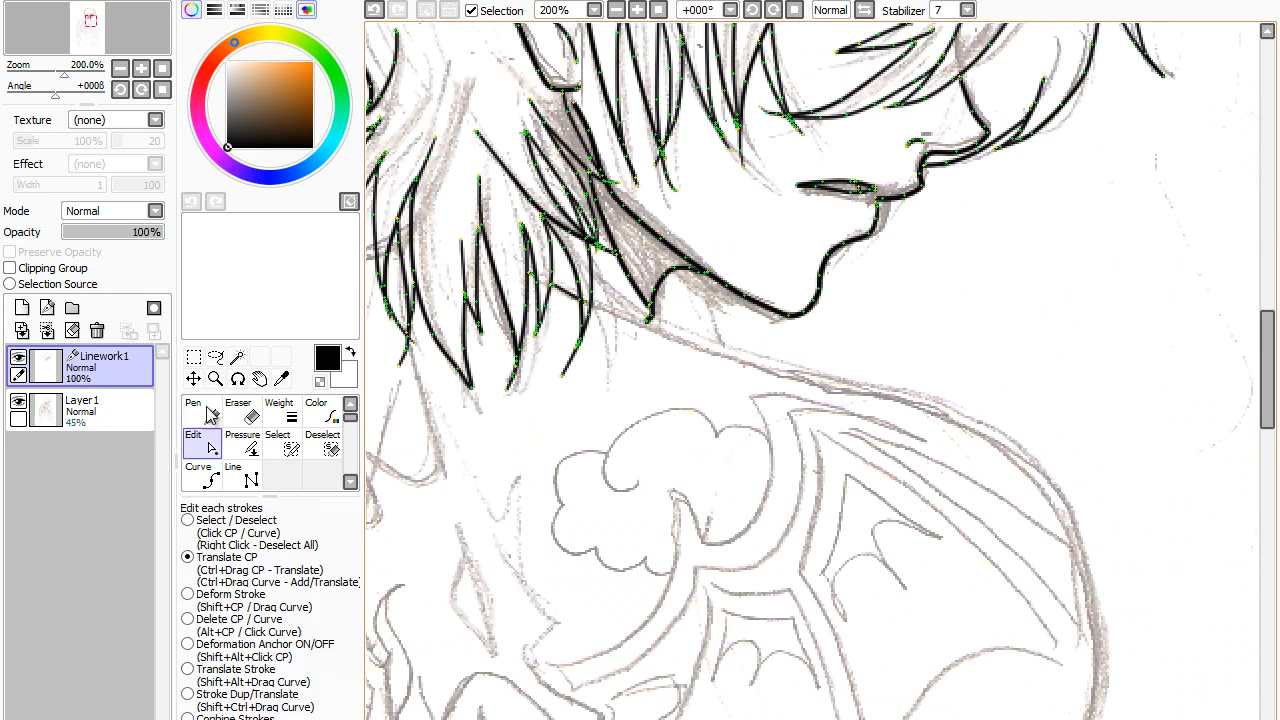 Selection 200% +000° Normal Stabilizer 7
Zoom 200.0%
Angle +000ß
Texture (none)
Scale 100% 20
Effect (none)
Width 1 100
Mode Normal
Opacity 100%
Preserve Opacity
Clipping Group
Selection Source
Linework1
Normal
100%
Layer1
Normal
45%
Pen Eraser Weight Color
Edit Pressure Select Deselect
Curve Line
Edit each strokes
Select / Deselect
(Click CP / Curve)
(Right Click - Deselect All)
Translate CP
(Ctrl+Drag CP - Translate)
(Ctrl+Drag Curve - Add/Translate)
Deform Stroke
(Shift+CP / Drag Curve)
Delete CP / Curve
(Alt+CP / Click Curve)
Deformation Anchor ON/OFF
(Shift+Alt+Click CP)
Translate Stroke
(Shift+Alt+Drag Curve)
Stroke Dup/Translate
(Shift+Ctrl+Drag Curve)
Combine Strokes